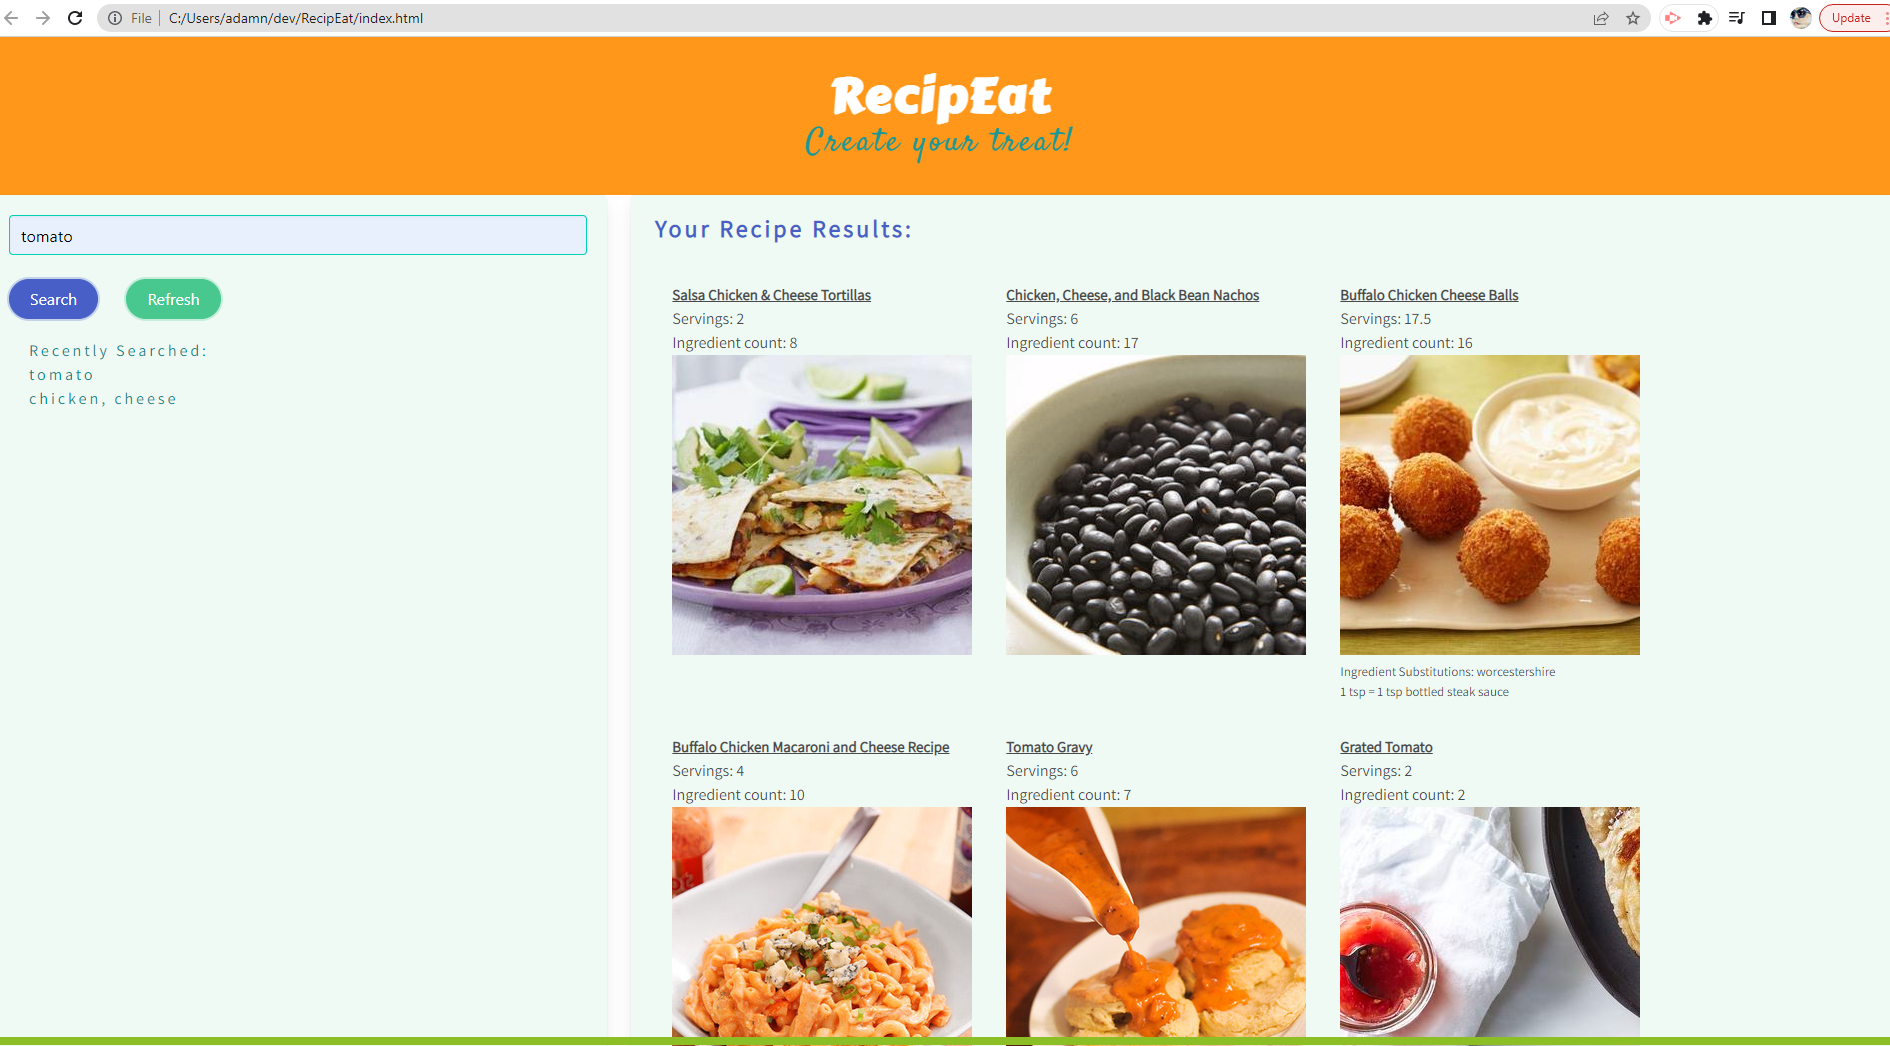 File | C:/Users/adamn/dev/RecipEat/index.html
Update
RecipEat
Create your treat!
tomato
Search
Refresh
Recently Searched:
tomato
chicken, cheese
Your Recipe Results:
Salsa Chicken & Cheese Tortillas
Servings: 2
Ingredient count: 8
Chicken, Cheese, and Black Bean Nachos
Servings: 6
Ingredient count: 17
Buffalo Chicken Cheese Balls
Servings: 17.5
Ingredient count: 16
Ingredient Substitutions: worcestershire
1 tsp = 1 tsp bottled steak sauce
Buffalo Chicken Macaroni and Cheese Recipe
Servings: 4
Ingredient count: 10
Tomato Gravy
Servings: 6
Ingredient count: 7
Grated Tomato
Servings: 2
Ingredient count: 2